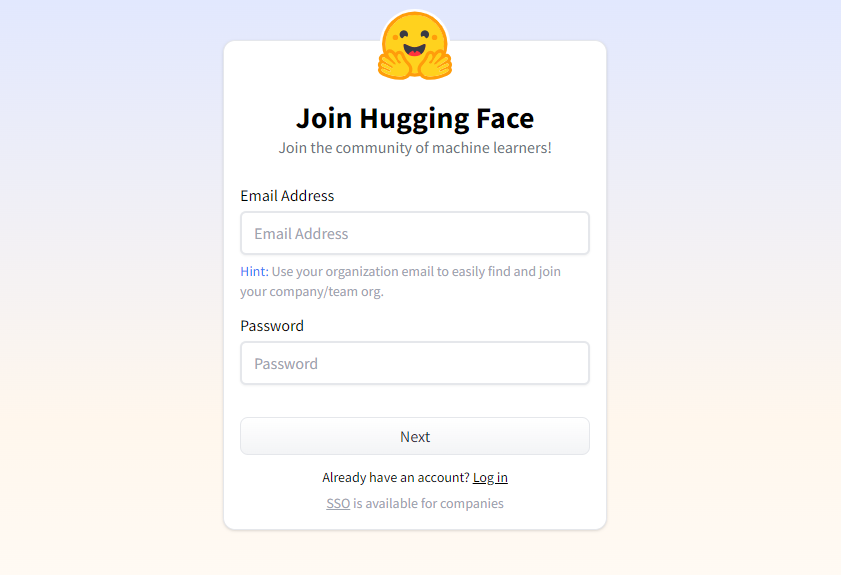 Join Hugging Face
Join the community of machine learners!
Email Address
Email Address
Hint: Use your organization email to easily find and join
your company/team org.
Password
Password
Next
Already have an account? Log in
SSO is available for companies